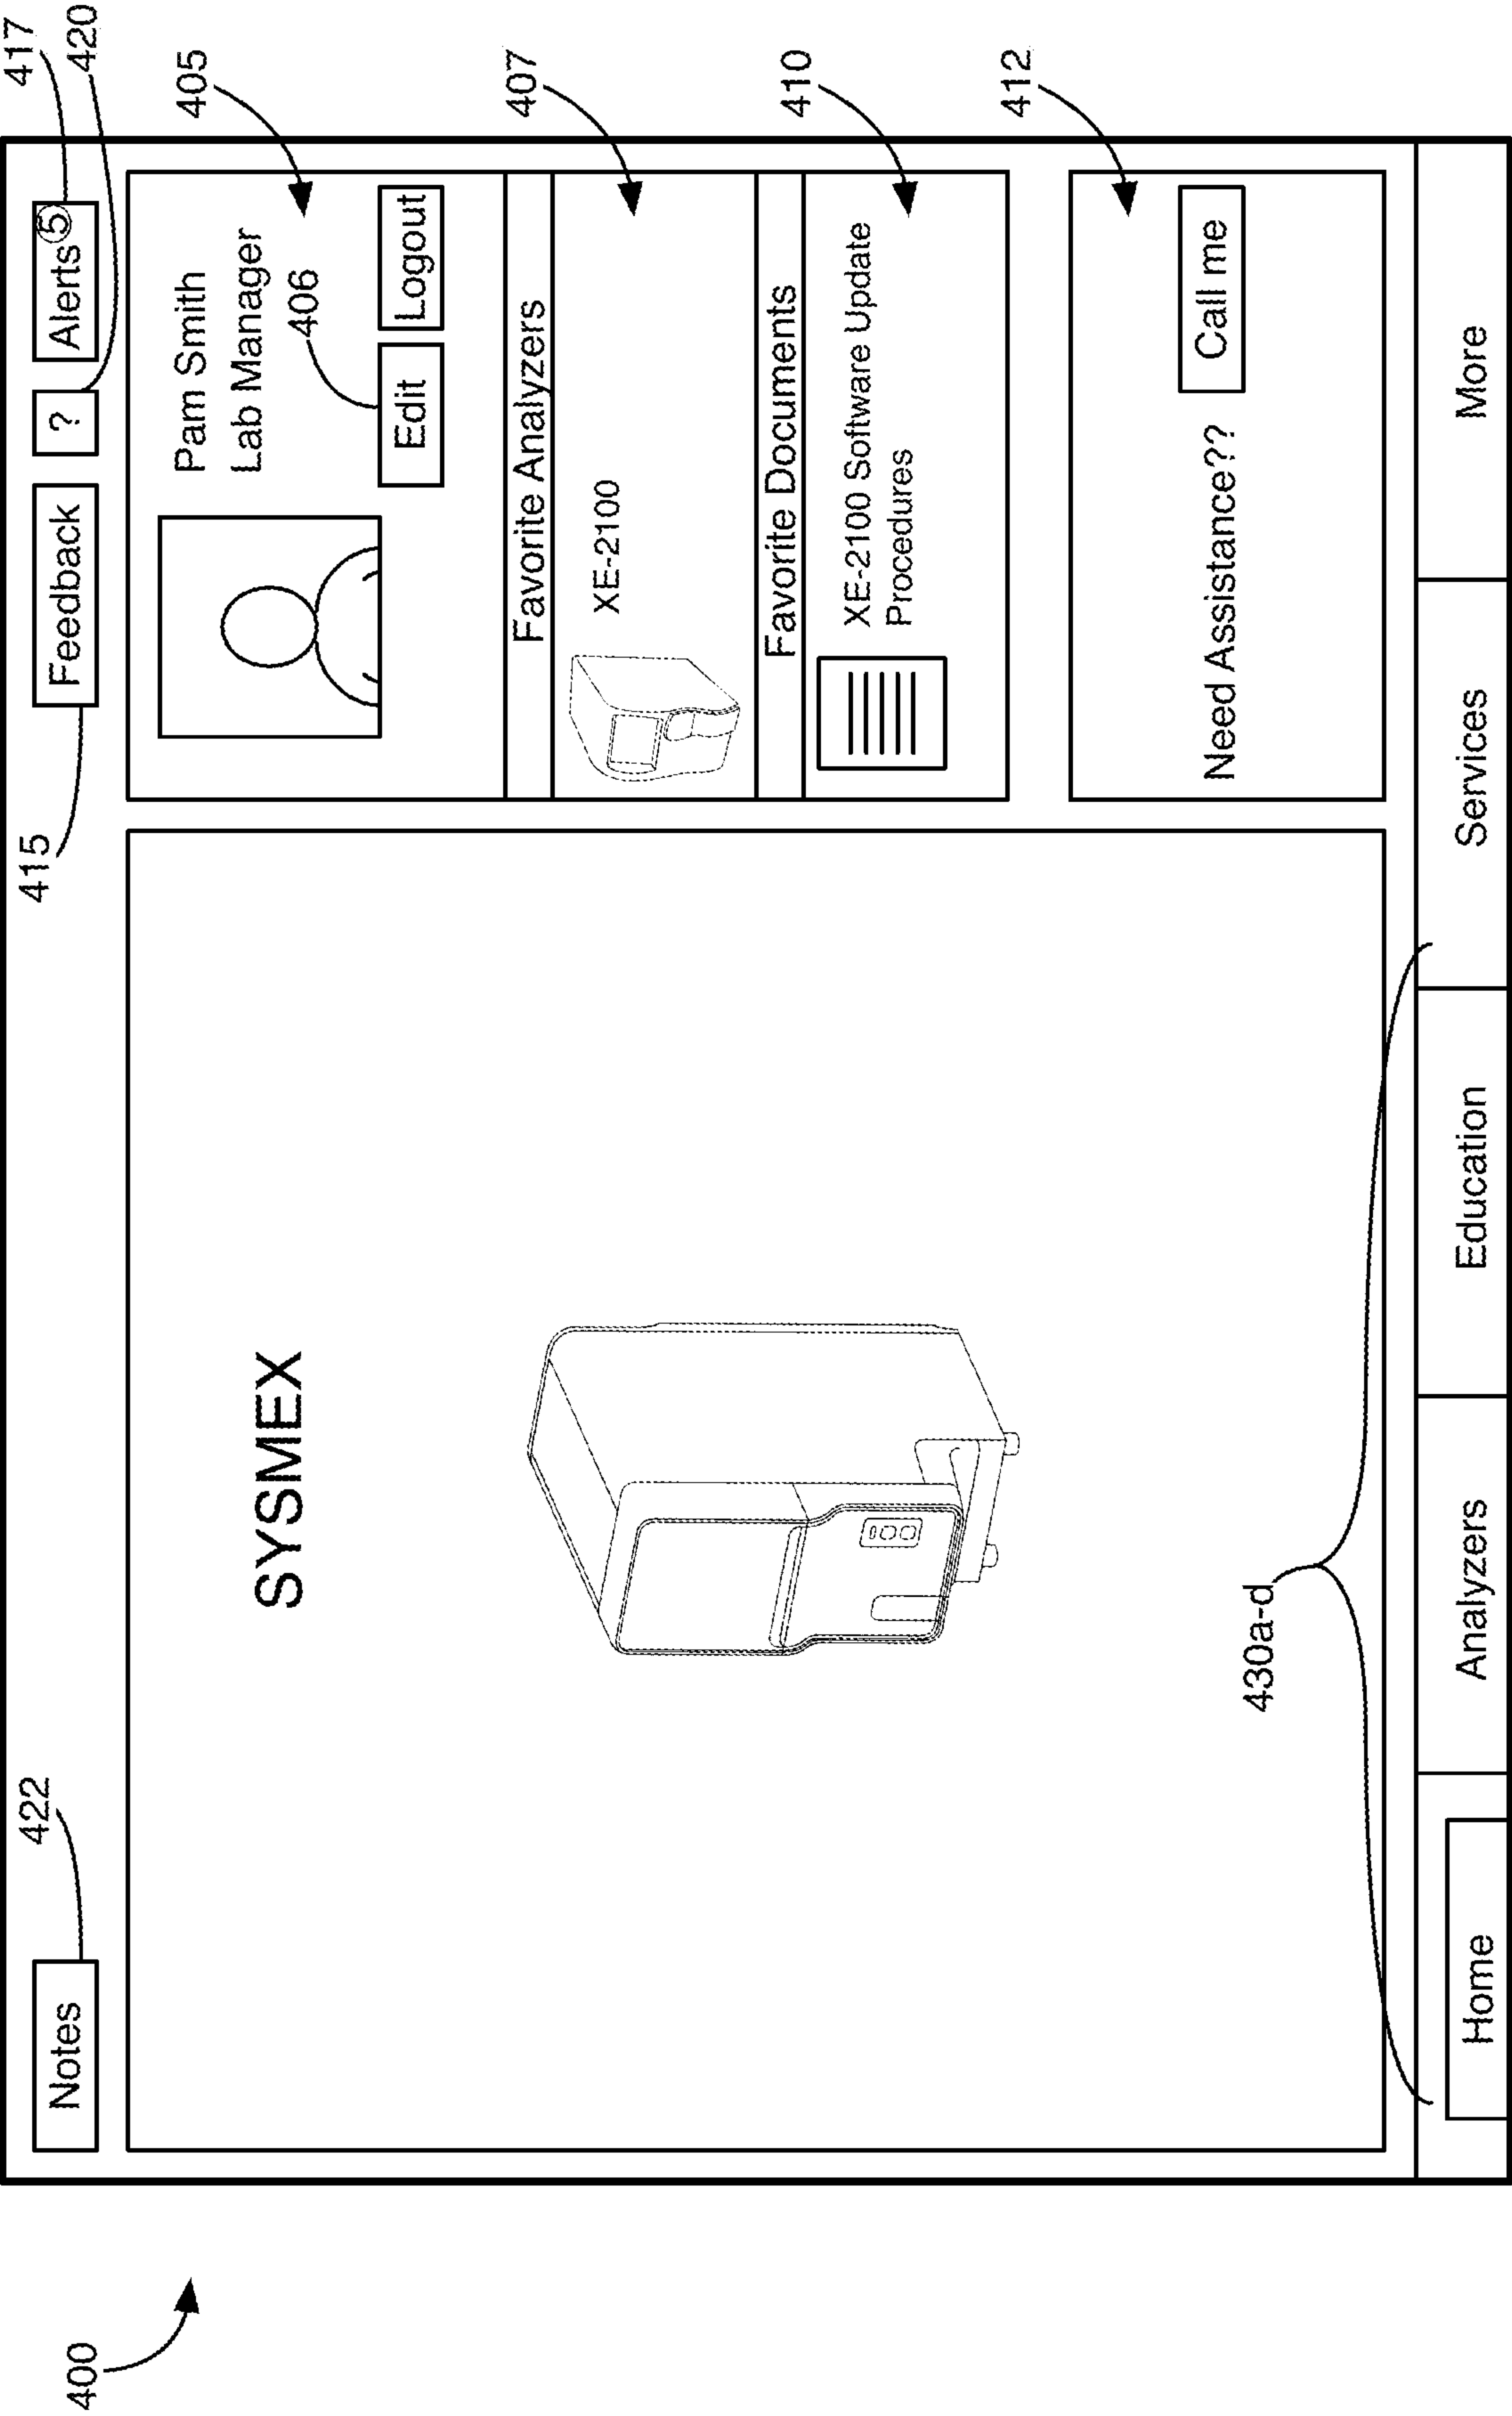 400
422
415
417
420
Notes
Feedback
?
Alerts 5
SYSMEX
Pam Smith
Lab Manager
405
406
Edit
Logout
Favorite Analyzers
XE-2100
407
Favorite Documents
XE-2100 Software Update
Procedures
410
Need Assistance??
Call me
412
430a-d
Home
Analyzers
Education
Services
More